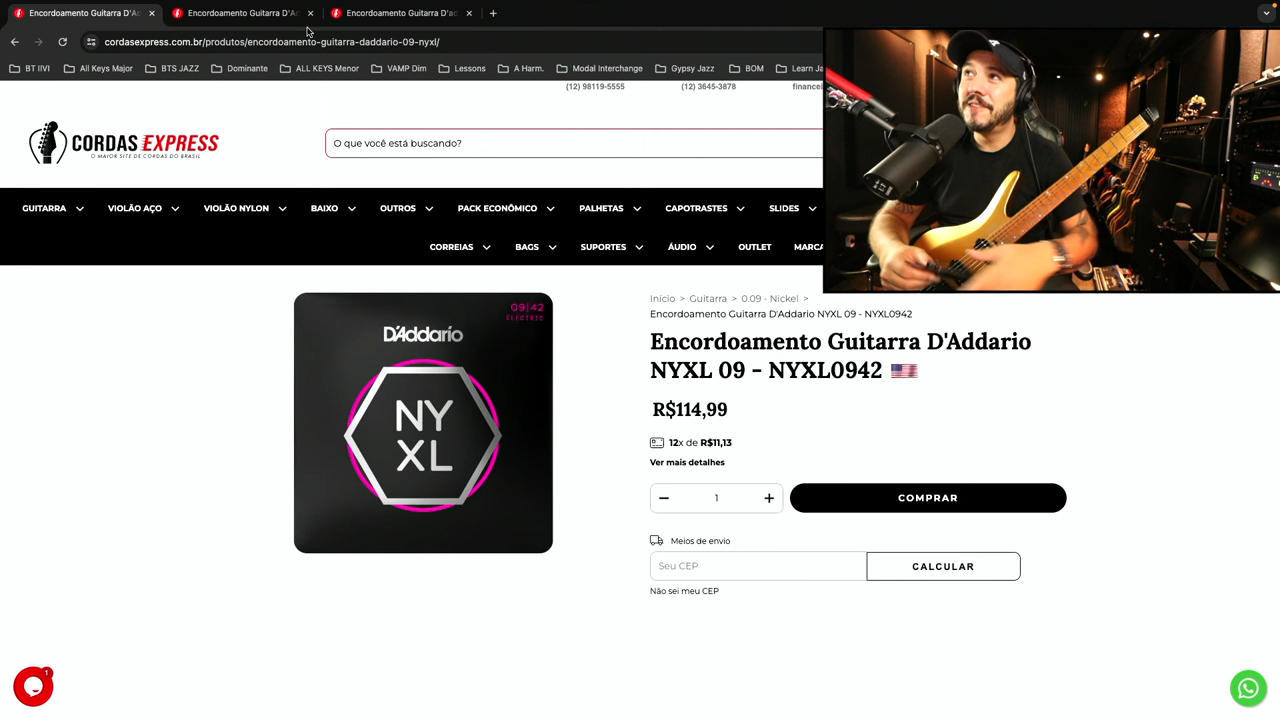 Encordoamento Guitarra D'A
Encordoamento Guitarra D'A
Encordoamento Guitarra D'ad
cordasexpress.com.br/produtos/encordoamento-guitarra-daddario-09-nyxl/
BT IIVI
All Keys Major
BTS JAZZ
Dominante
ALL KEYS Menor
VAMP Dim
Lessons
A Harm.
Modal Interchange
Gypsy Jazz
BOM
Learn Ja
(12) 98119-5555
(12) 3645-3878
financei
CORDAS EXPRESS
O MAIOR SITE DE CORDAS DO BRASIL
O que você está buscando?
GUITARRA
VIOLÃO AÇO
VIOLÃO NYLON
BAIXO
OUTROS
PACK ECONÔMICO
PALHETAS
CAPOTRASTES
SLIDES
CORREIAS
BAGS
SUPORTES
ÁUDIO
OUTLET
MARCA
09|42
ELECTRIC
D'Addario
NY
XL
Início > Guitarra > 0.09 - Nickel >
Encordoamento Guitarra D'Addario NYXL 09 - NYXL0942
Encordoamento Guitarra D'Addario
NYXL 09 - NYXL0942
R$114,99
12x de R$11,13
Ver mais detalhes
1
COMPRAR
Meios de envio
Seu CEP
CALCULAR
Não sei meu CEP
1